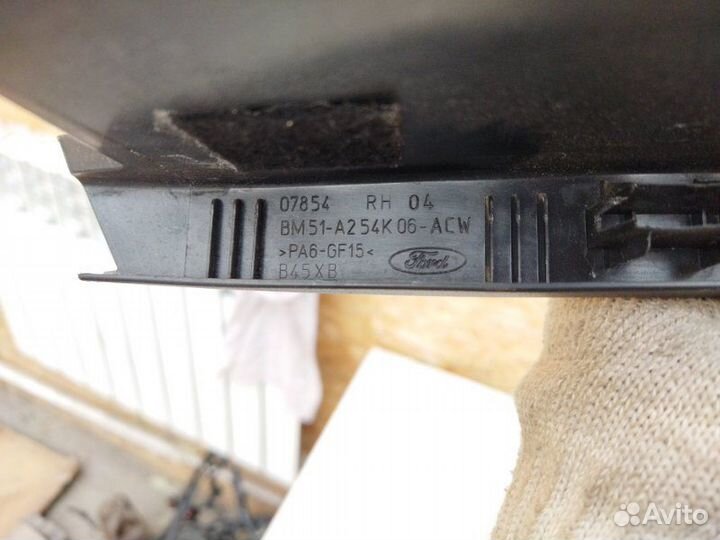 07854 RH 04
BM51-A254K06-ACW
>PA6-GF15<
Ford
B45XB
Avito